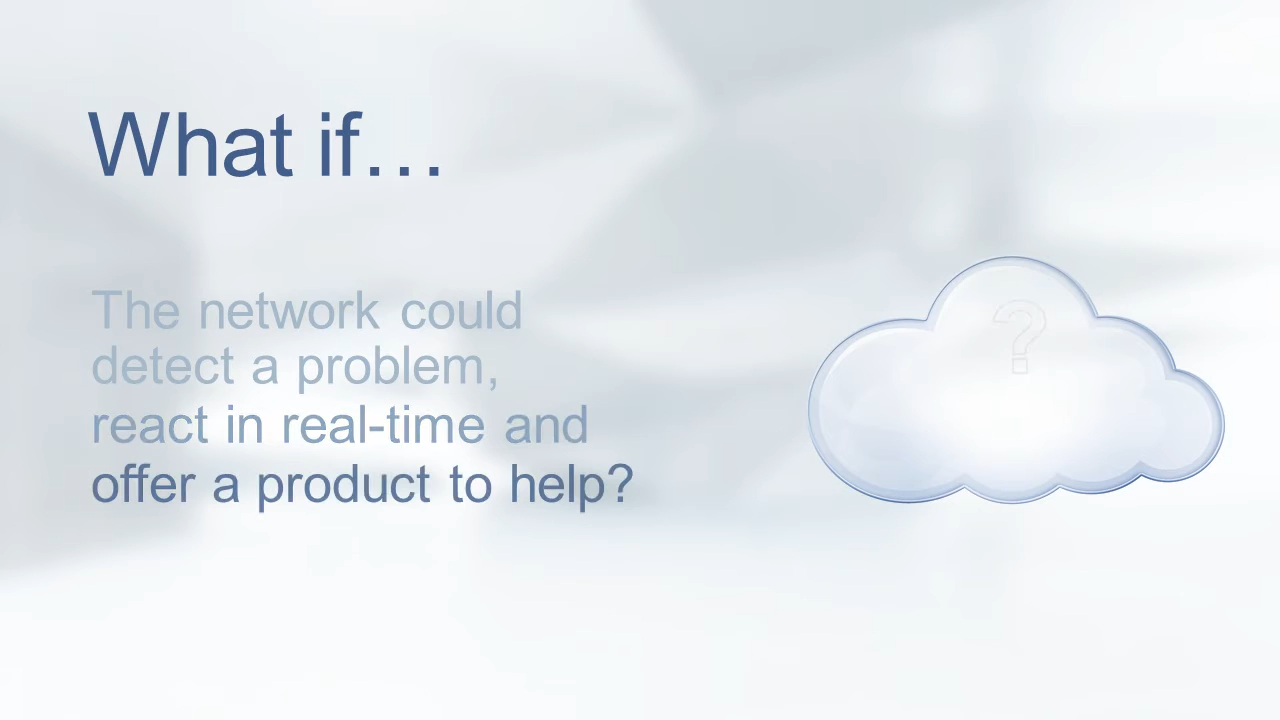 What if…
The network could
detect a problem,
react in real-time and
offer a product to help?
?